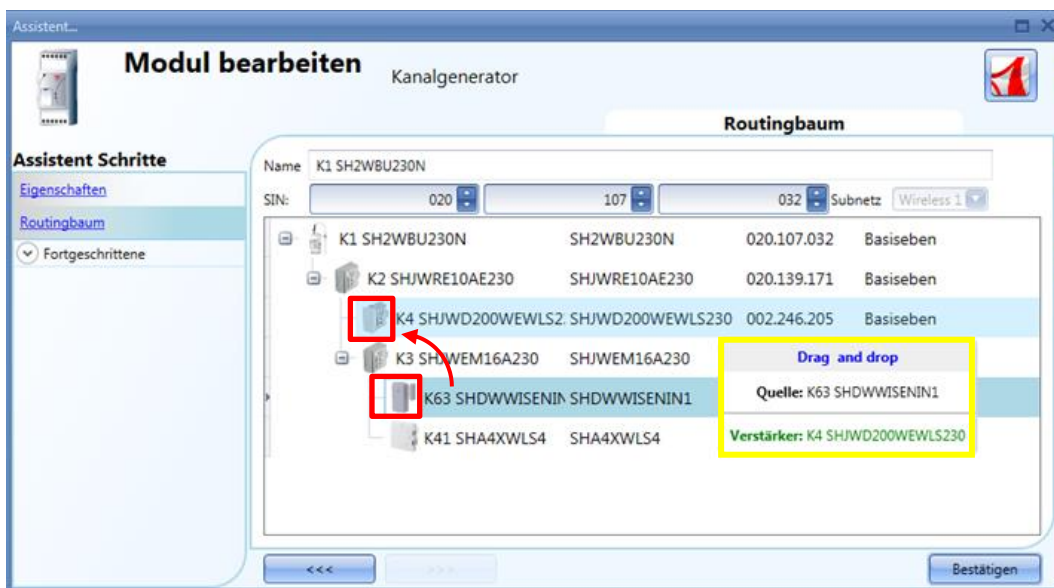 Assistent...
Modul bearbeiten Kanalgenerator
Routingbaum
Assistent Schritte
Eigenschaften
Routingbaum
Fortgeschrittene
Name K1 SH2WBU230N
SIN: 020 107 032 Subnetz Wireless 1
K1 SH2WBU230N SH2WBU230N 020.107.032 Basiseben
K2 SHJWRE10AE230 SHJWRE10AE230 020.139.171 Basiseben
K4 SHJWD200WEWLS2 SHJWD200WEWLS230 002.246.205 Basiseben
K3 SHJWEM16A230 SHJWEM16A230
K63 SHDWWISENIN SHDWWISENIN1
K41 SHA4XWLS4 SHA4XWLS4
Drag and drop
Quelle: K63 SHDWWISENIN1
Verstärker: K4 SHJWD200WEWLS230
<<< >>> Bestätigen